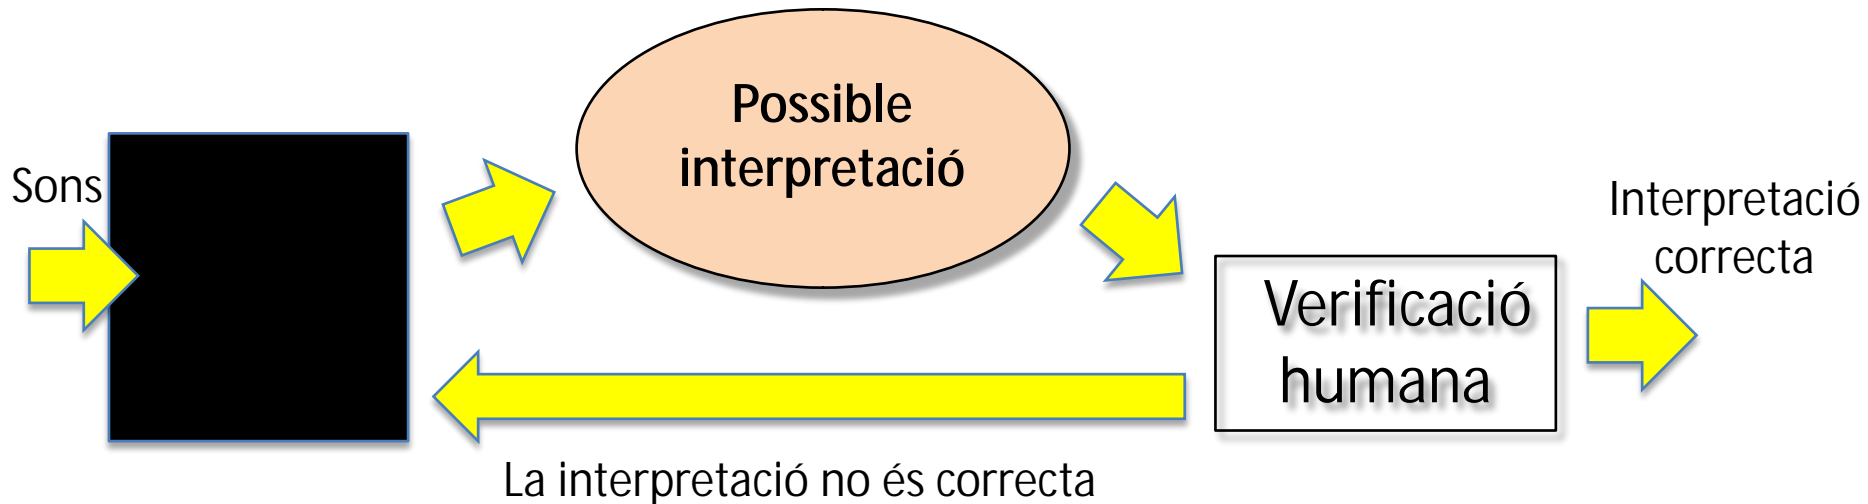 Sons
Possible
interpretació
Verificació
humana
Interpretació
correcta
La interpretació no és correcta